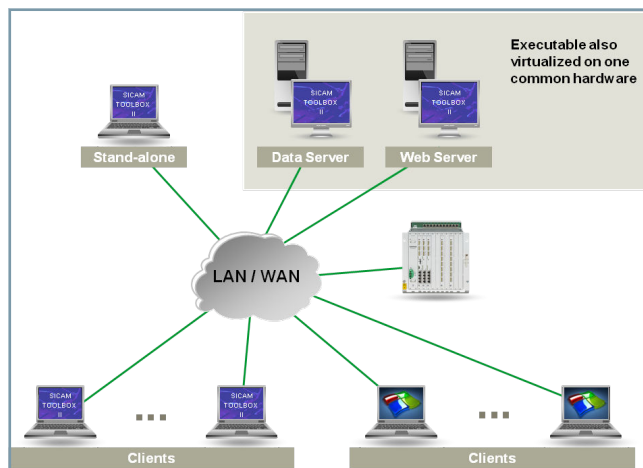 Executable also
virtualized on one
common hardware
SICAM
TOOLBOX
II
SICAM
TOOLBOX
II
SICAM
TOOLBOX
II
Stand-alone
Data Server
Web Server
LAN / WAN
SICAM
TOOLBOX
II
SICAM
TOOLBOX
II
Clients
Clients